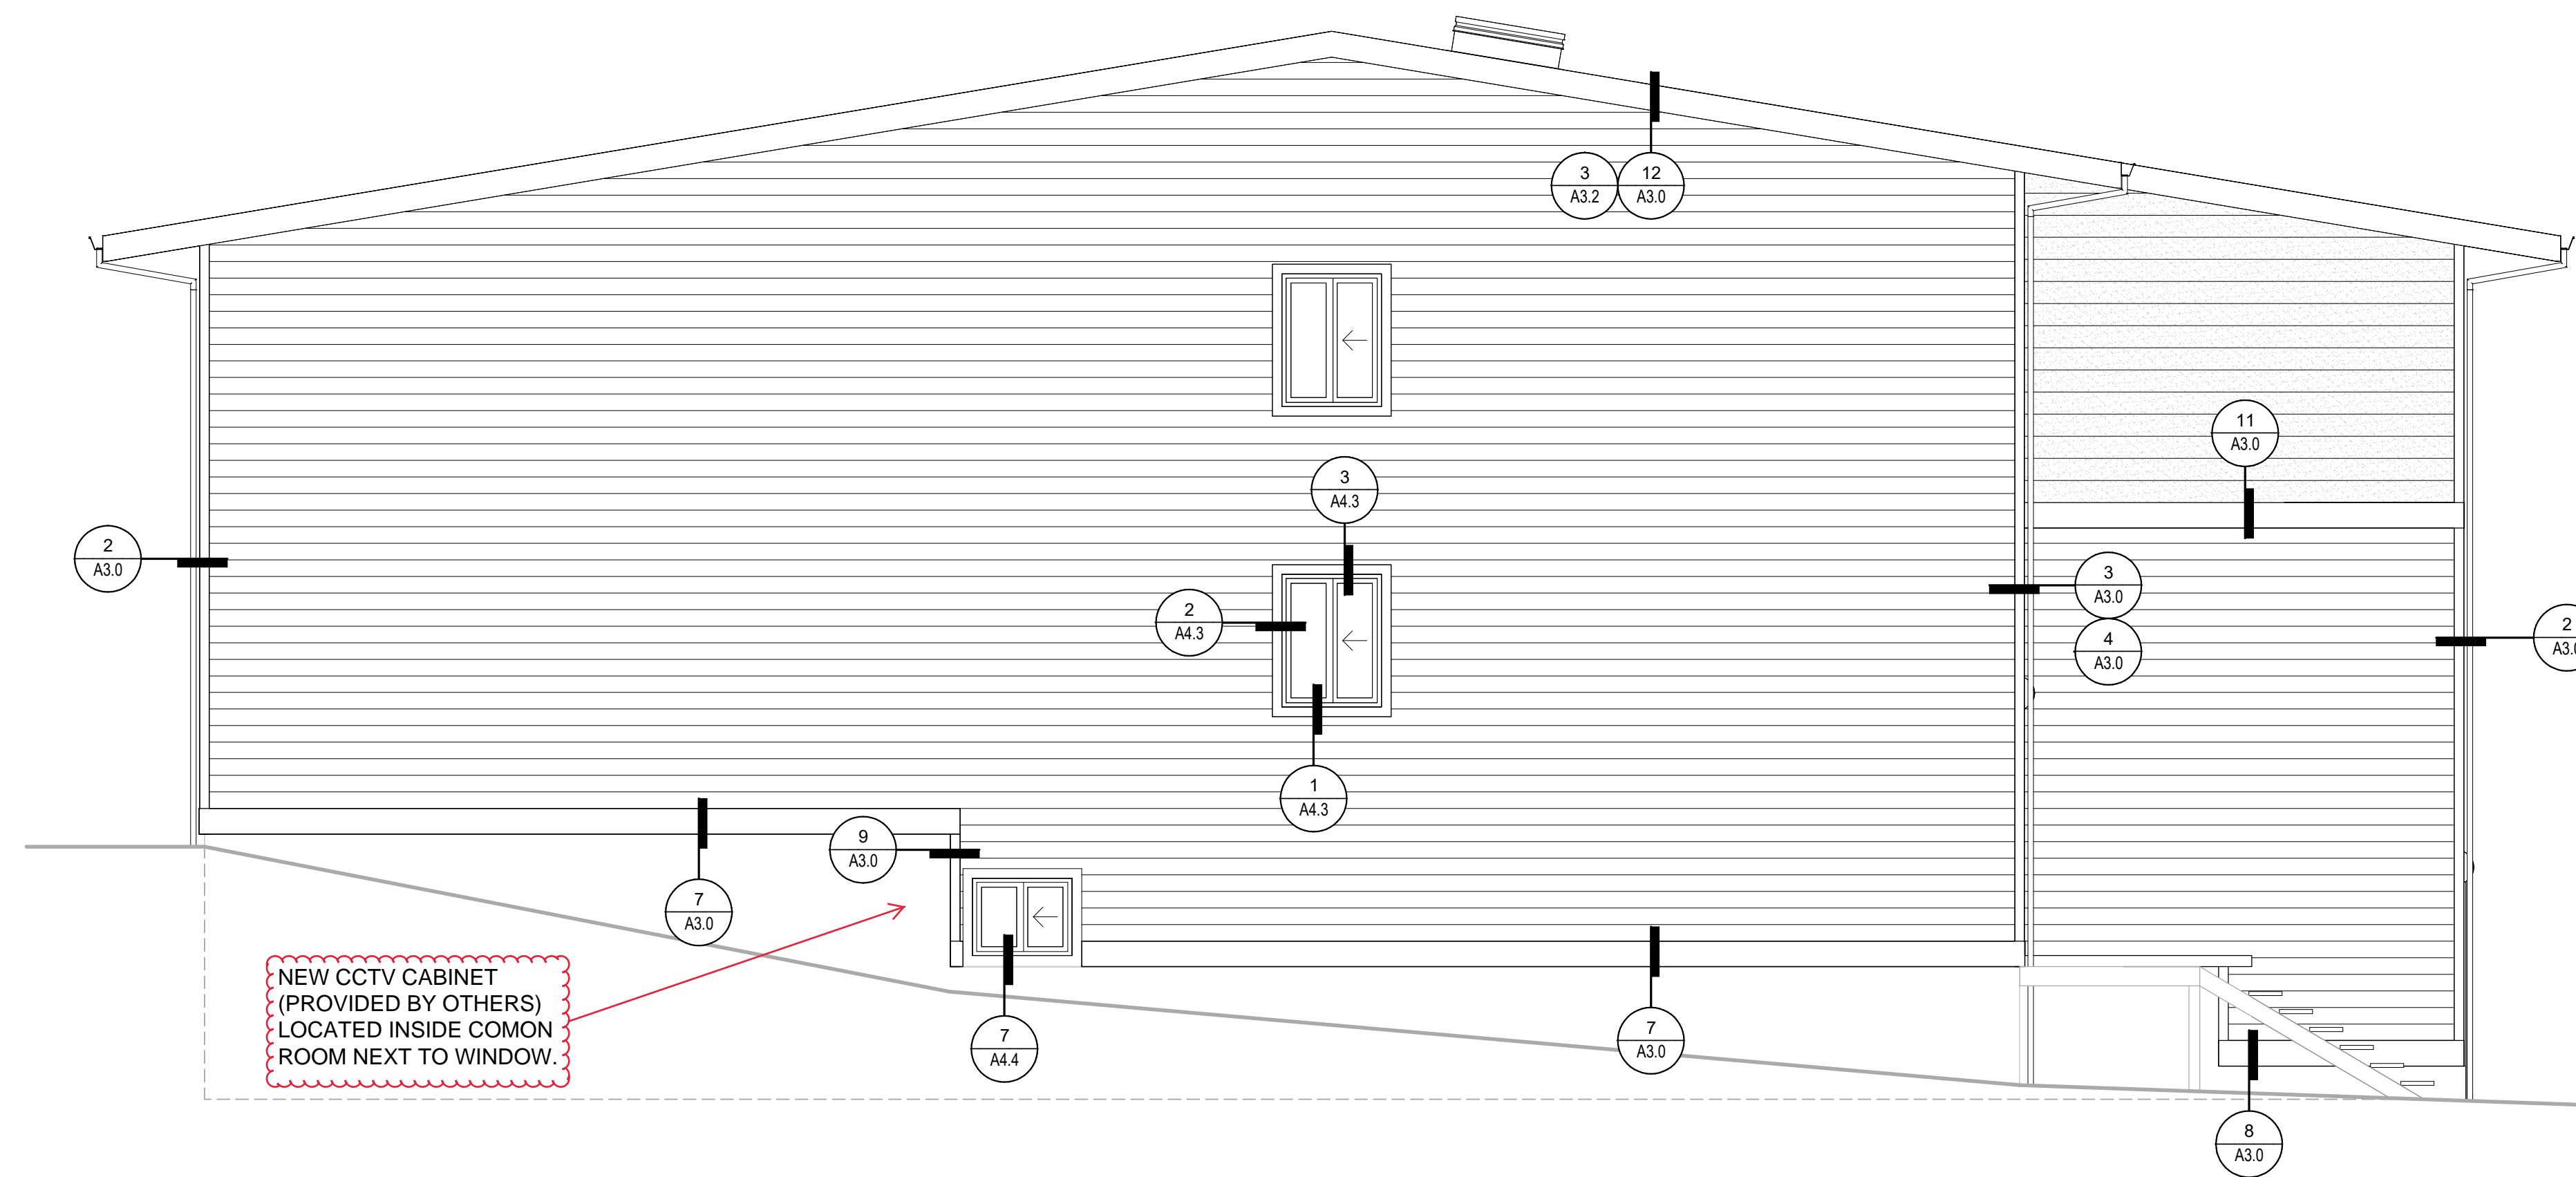 3
A3.2
12
A3.0
11
A3.0
3
A4.3
2
A3.0
3
A3.0
2
A4.3
4
A3.0
2
1
A4.3
9
A3.0
7
A3.0
NEW CCTV CABINET
(PROVIDED BY OTHERS)
LOCATED INSIDE COMON
ROOM NEXT TO WINDOW.
7
A4.4
7
A3.0
8
A3.0